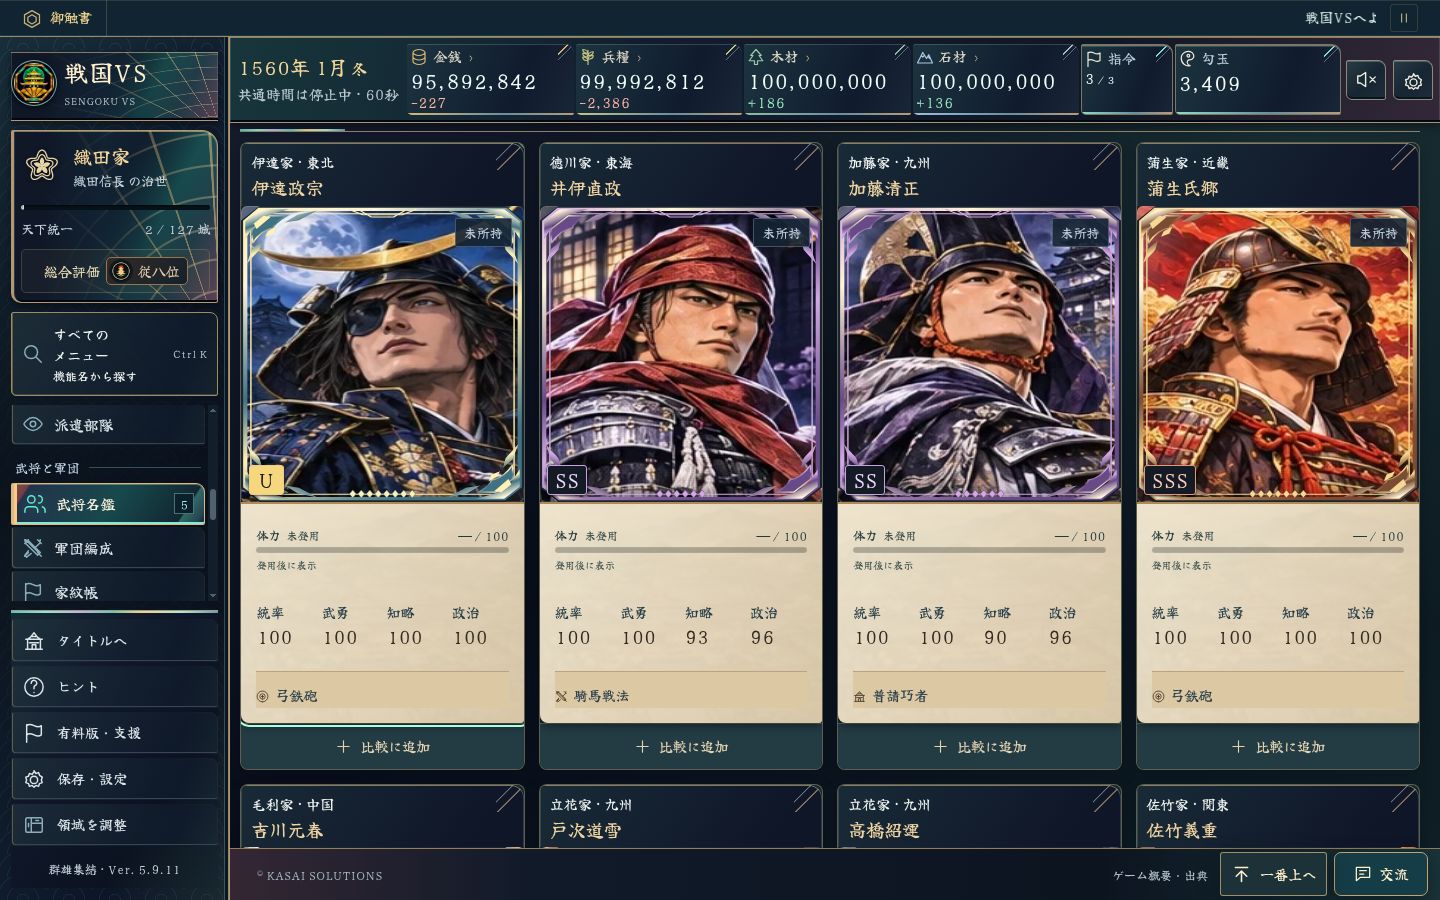 御触書
戦国VSへよ
戦国VS
SENGOKU VS
織田家
織田信長 の治世
天下統一
2 / 127 城
総合評価
従八位
すべての
メニュー
機能名から探す
Ctrl K
派遣部隊
武将と軍団
武将名鑑
5
軍団編成
家紋帳
タイトルへ
ヒント
有料版・支援
保存・設定
領域を調整
群雄集結・Ver. 5.9.11
1560年 1月 冬
共通時間は停止中・60秒
金銭 ›
95,892,842
-227
兵糧 ›
99,992,812
-2,386
木材 ›
100,000,000
+186
石材 ›
100,000,000
+136
指令
3 / 3
勾玉
3,409
伊達家・東北
伊達政宗
未所持
U
体力 未登用
—/ 100
登用後に表示
統率 武勇 知略 政治
100 100 100 100
弓鉄砲
＋ 比較に追加
徳川家・東海
井伊直政
未所持
SS
体力 未登用
—/ 100
登用後に表示
統率 武勇 知略 政治
100 100 93 96
騎馬戦法
＋ 比較に追加
加藤家・九州
加藤清正
未所持
SS
体力 未登用
—/ 100
登用後に表示
統率 武勇 知略 政治
100 100 90 96
普請巧者
＋ 比較に追加
蒲生家・近畿
蒲生氏郷
未所持
SSS
体力 未登用
—/ 100
登用後に表示
統率 武勇 知略 政治
100 100 100 100
弓鉄砲
＋ 比較に追加
毛利家・中国
吉川元春
立花家・九州
戸次道雪
立花家・九州
高橋紹運
佐竹家・関東
佐竹義重
© KASAI SOLUTIONS
ゲーム概要・出典
一番上へ
交流